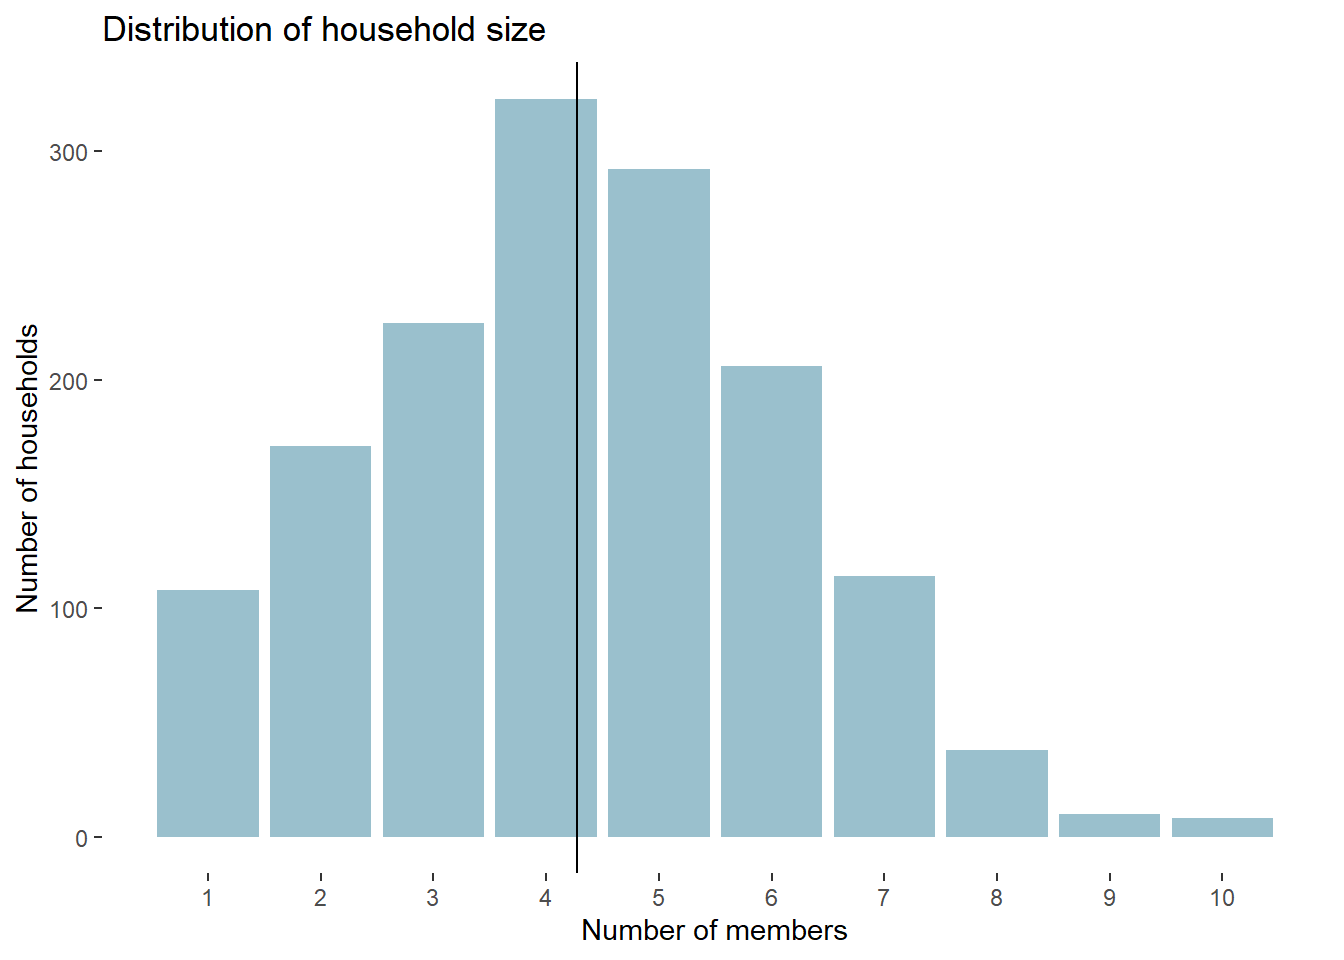 Distribution of household size
Number of households
300
200
100
0
1 2 3 4 5 6 7 8 9 10
Number of members